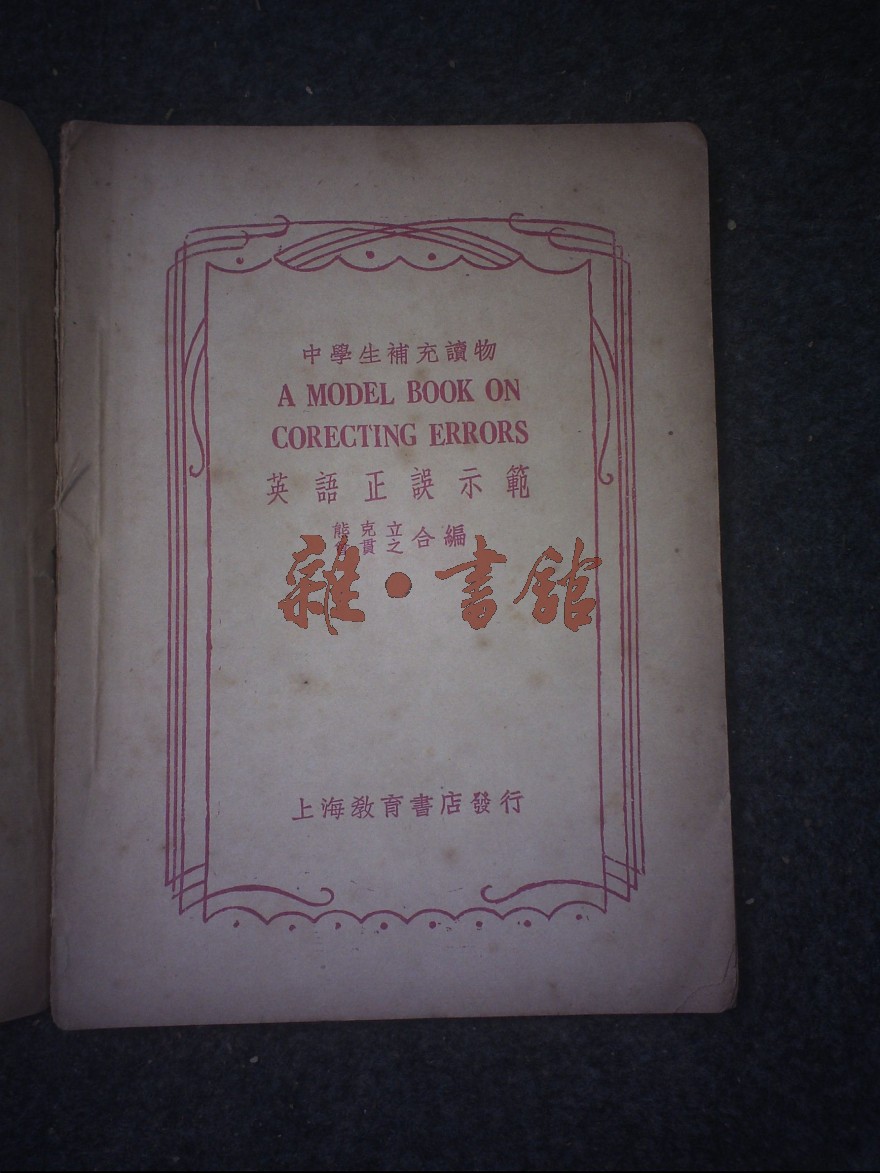 中學生補充讀物
A MODEL BOOK ON
CORECTING ERRORS
英語正誤示範
熊克立
貫之
合編
雜·書館
上海教育書店發行